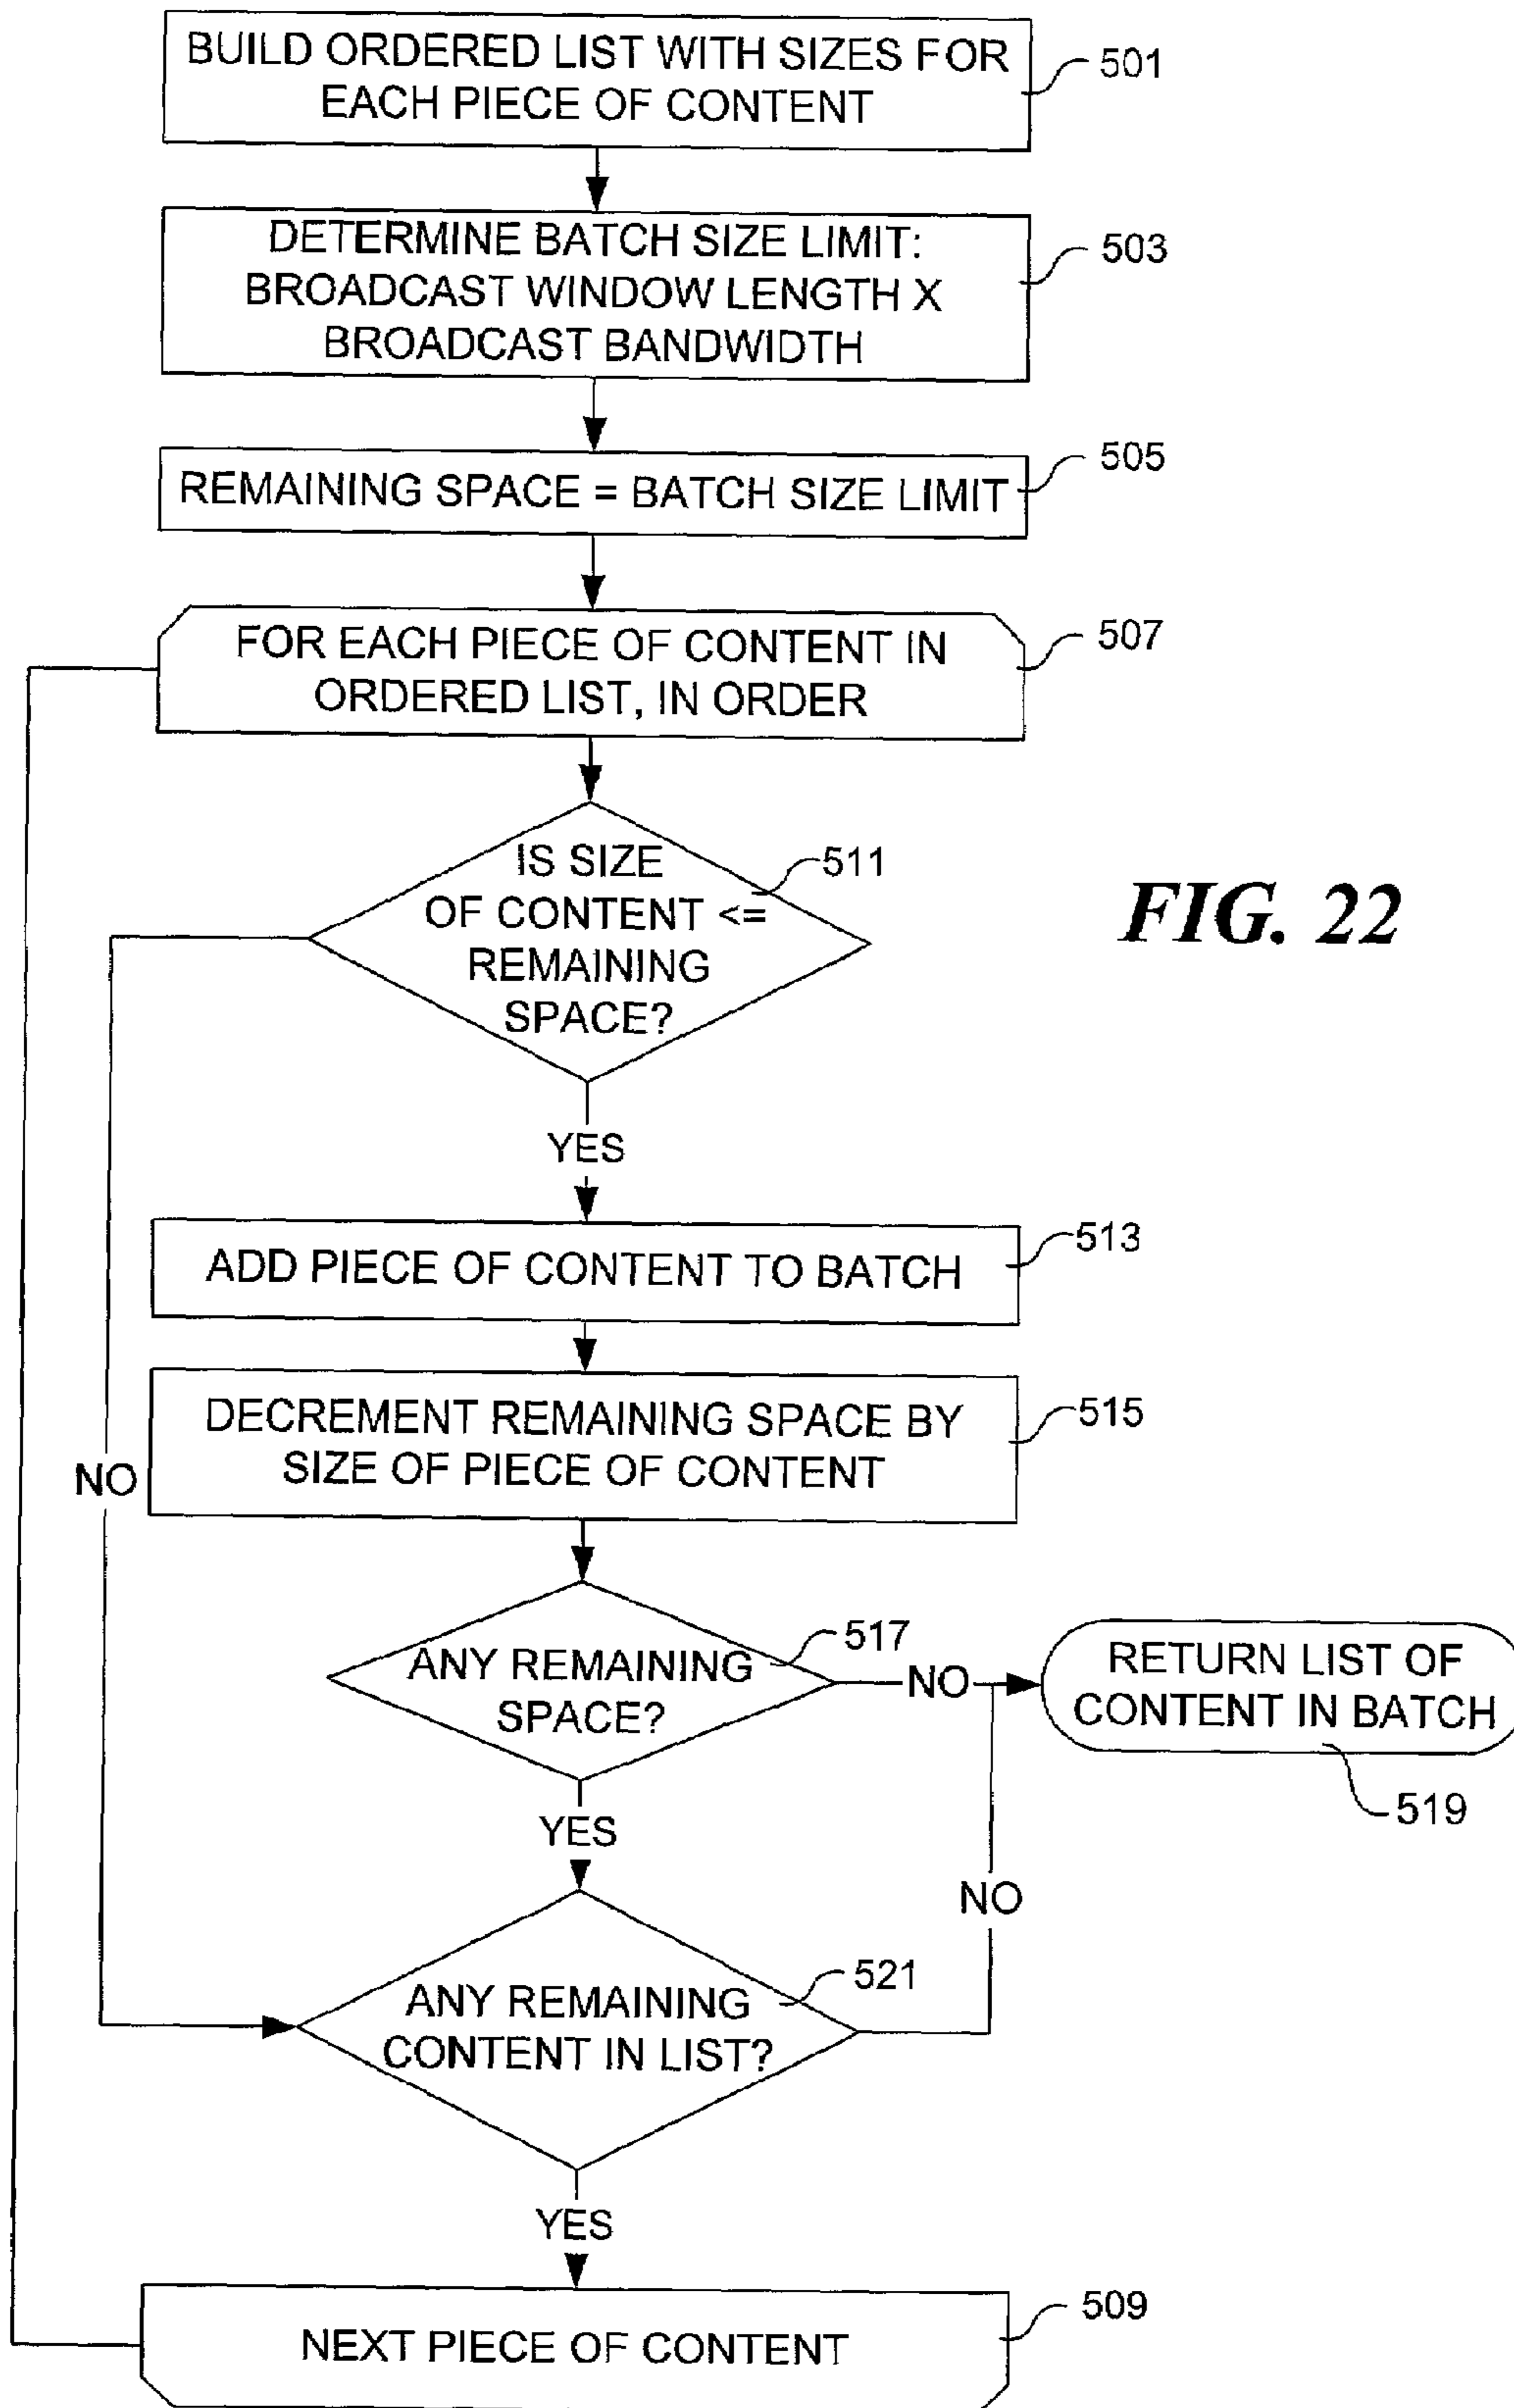 BUILD ORDERED LIST WITH SIZES FOR
EACH PIECE OF CONTENT
501
DETERMINE BATCH SIZE LIMIT:
BROADCAST WINDOW LENGTH X
BROADCAST BANDWIDTH
503
REMAINING SPACE = BATCH SIZE LIMIT
505
FOR EACH PIECE OF CONTENT IN
ORDERED LIST, IN ORDER
507
IS SIZE
OF CONTENT <=
REMAINING
SPACE?
511
FIG. 22
YES
ADD PIECE OF CONTENT TO BATCH
513
DECREMENT REMAINING SPACE BY
SIZE OF PIECE OF CONTENT
515
NO
ANY REMAINING
SPACE?
517
NO
RETURN LIST OF
CONTENT IN BATCH
519
YES
NO
ANY REMAINING
CONTENT IN LIST?
521
YES
NEXT PIECE OF CONTENT
509